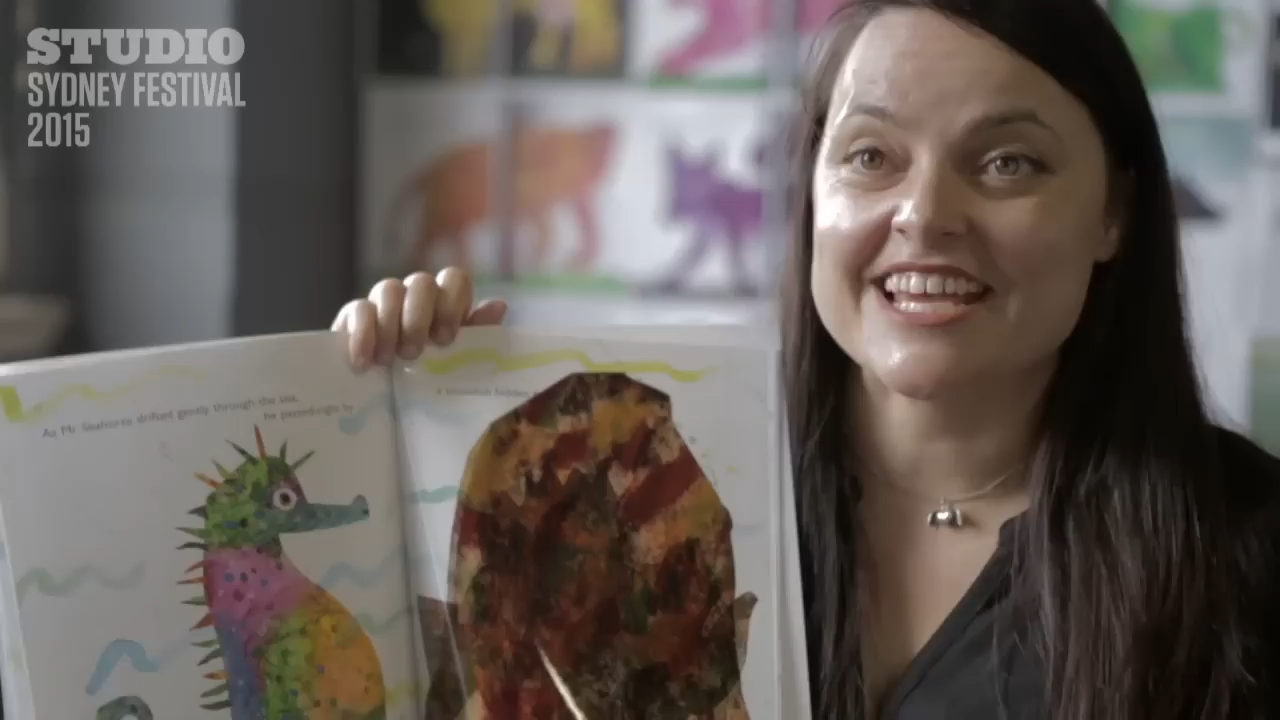 STUDIO
SYDNEY FESTIVAL
2015
As Mr. Seahorse drifted gently through the sea,
he passed right by